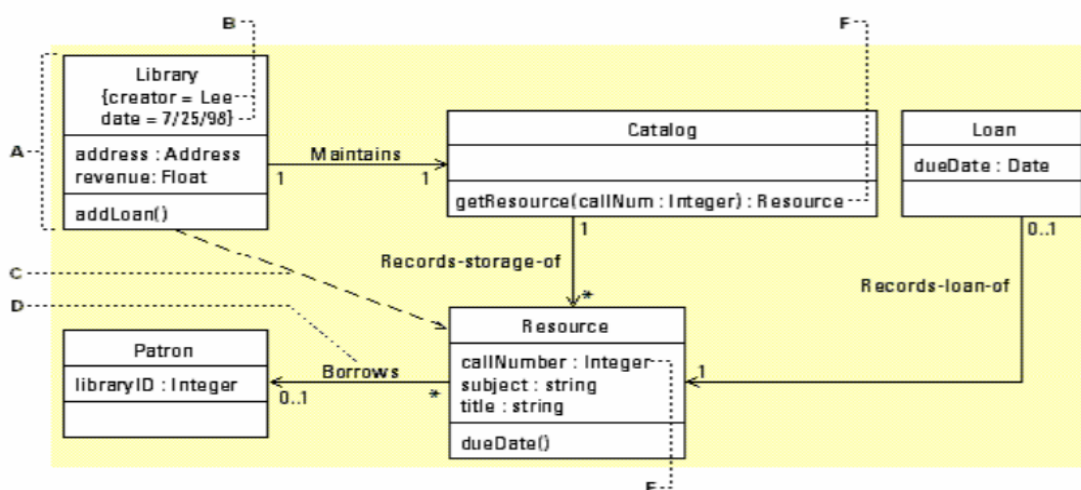 B
F
Library
{creator = Lee
date = 7/25/98}
A
address : Address
revenue: Float
addLoan()
Maintains
1
1
Catalog
getResource(callNum : Integer) : Resource
1
Loan
dueDate : Date
0..1
Records-storage-of
*
Records-loan-of
C
D
Resource
callNumber : Integer
subject : string
title : string
dueDate()
1
Patron
libraryID : Integer
Borrows
0..1
*